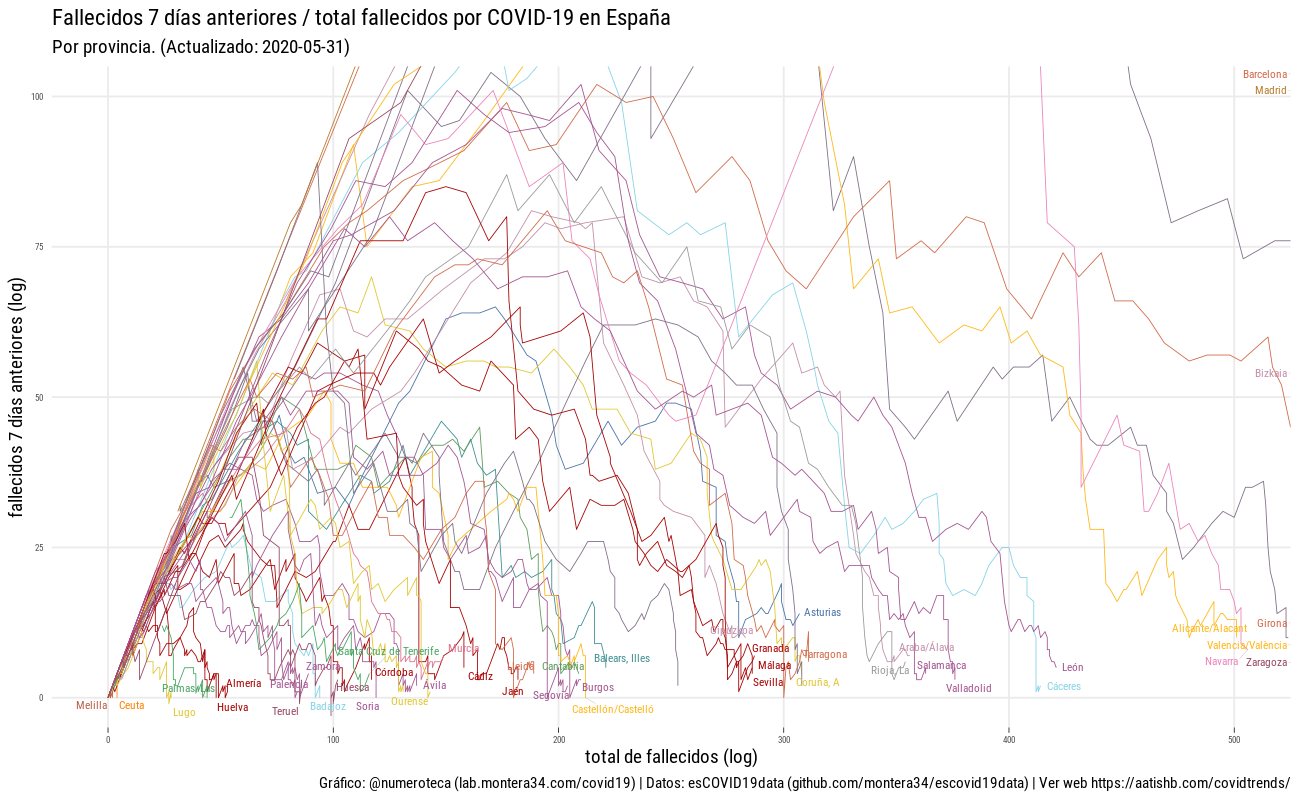 Fallecidos 7 días anteriores / total fallecidos por COVID-19 en España
Por provincia. (Actualizado: 2020-05-31)
fallecidos 7 días anteriores (log)
100
75
50
25
0
Barcelona
Madrid
Bizkaia
Asturias
Girona
Alicante/Alacant
Gipuzkoa
Valencia/València
Santa Cruz de Tenerife
Murcia
Granada
Tarragona
Araba/Álava
Balears, Illes
Navarra
Zaragoza
Zamora
Cantabria
Málaga
Rioja, La
Salamanca
León
Córdoba
Cádiz
Palmas, Las
Almería
Palencia
Huesca
Ávila
Jaén
Segovia
Burgos
Sevilla
Coruña, A
Valladolid
Cáceres
Melilla
Ceuta
Lugo
Huelva
Teruel
Badajoz
Soria
Ourense
Castellón/Castelló
0
100
200
300
400
500
total de fallecidos (log)
Gráfico: @numeroteca (lab.montera34.com/covid19) | Datos: esCOVID19data (github.com/montera34/escovid19data) | Ver web https://aatishb.com/covidtrends/